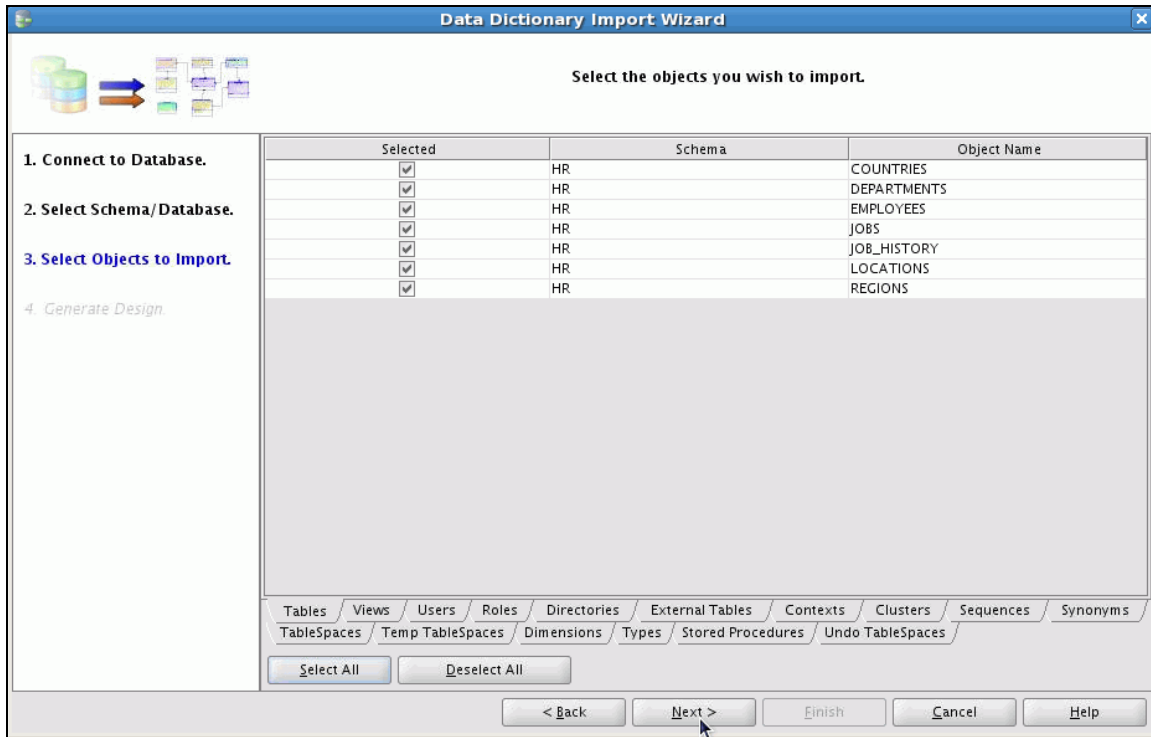 Data Dictionary Import Wizard
Select the objects you wish to import.
1. Connect to Database.
2. Select Schema/Database.
3. Select Objects to Import.
4. Generate Design.
Selected Schema Object Name
HR COUNTRIES
HR DEPARTMENTS
HR EMPLOYEES
HR JOBS
HR JOB_HISTORY
HR LOCATIONS
HR REGIONS
Tables Views Users Roles Directories External Tables Contexts Clusters Sequences Synonyms
TableSpaces Temp TableSpaces Dimensions Types Stored Procedures Undo TableSpaces
Select All Deselect All
< Back Next > Finish Cancel Help